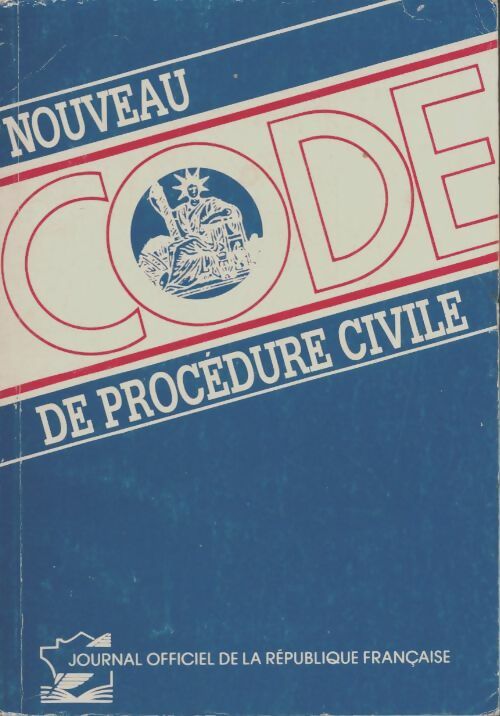 NOUVEAU
CODE
DE PROCÉDURE CIVILE
JOURNAL OFFICIEL DE LA RÉPUBLIQUE FRANÇAISE